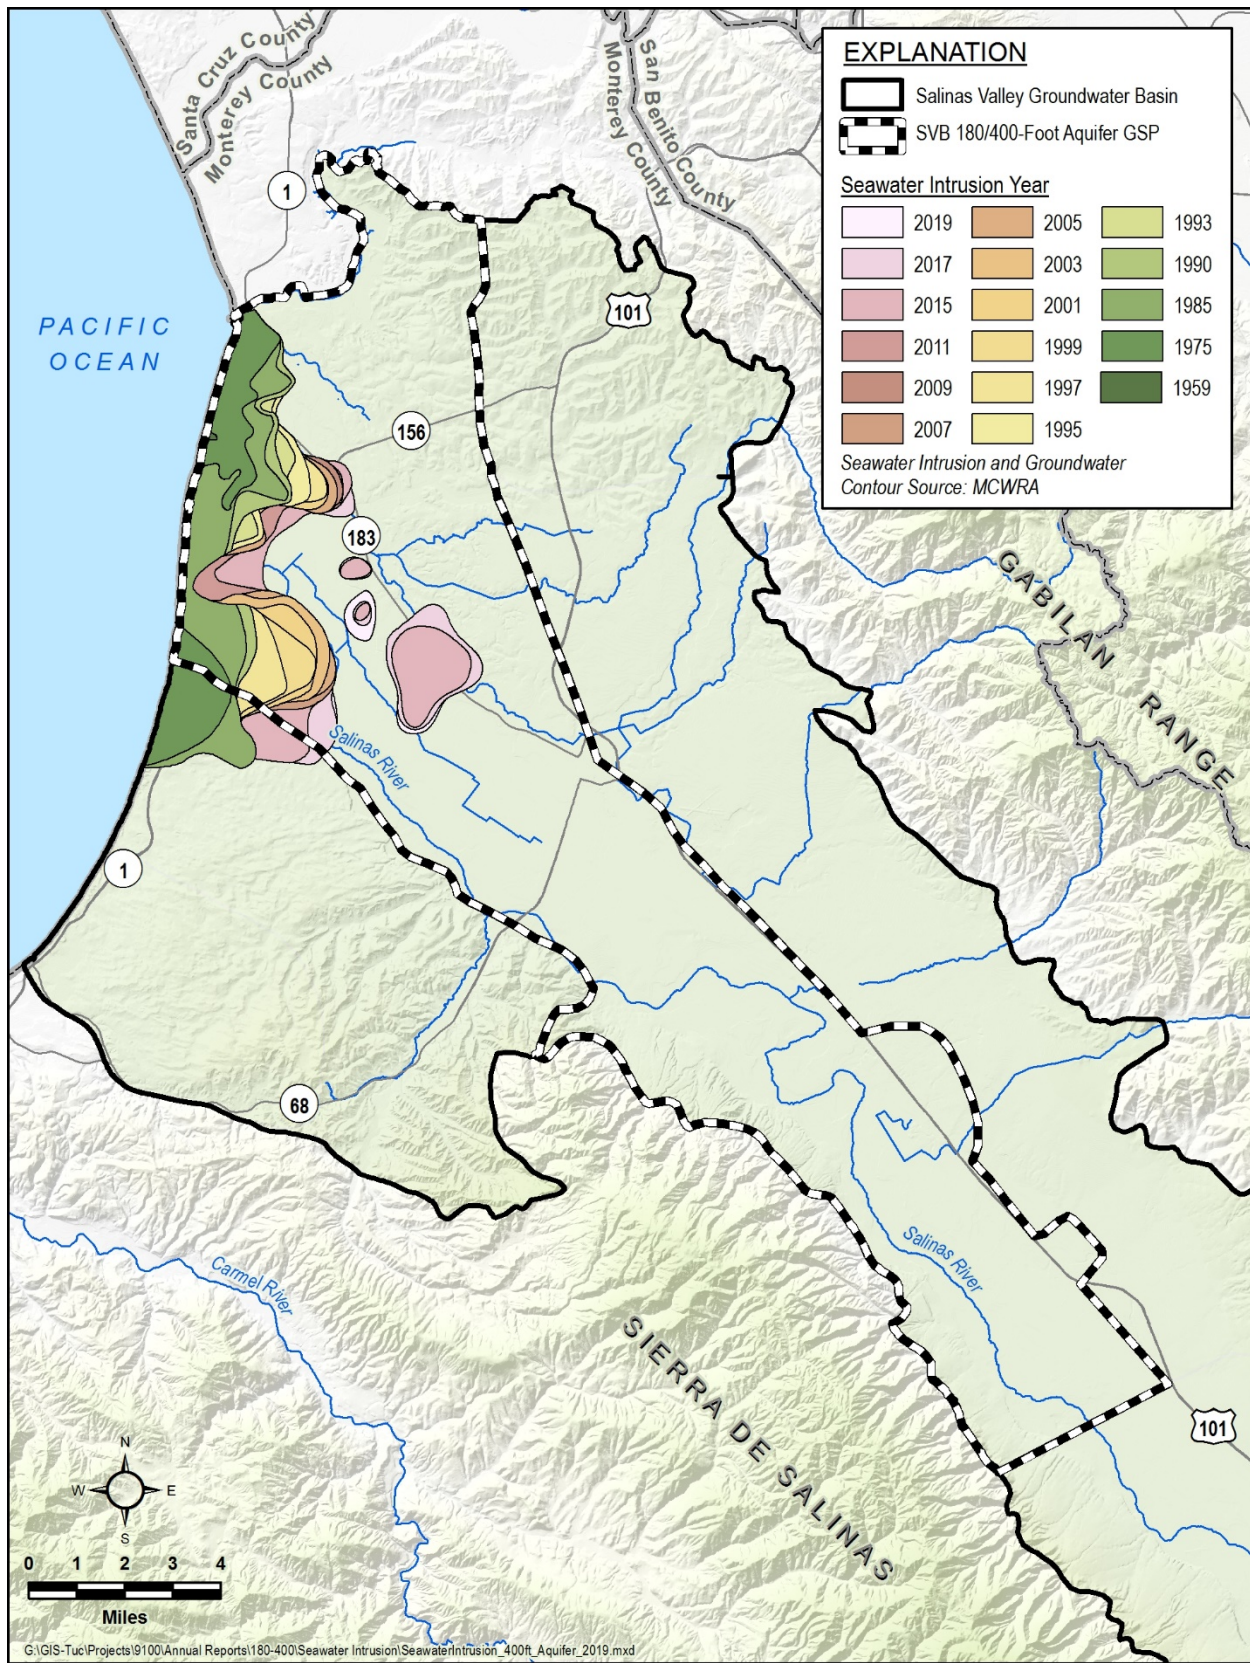 Santa Cruz County
Monterey County
San Benito County
Monterey County
EXPLANATION
Salinas Valley Groundwater Basin
SVB 180/400-Foot Aquifer GSP
Seawater Intrusion Year
2019
2017
2015
2011
2009
2007
2005
2003
2001
1999
1997
1995
1993
1990
1985
1975
1959
Seawater Intrusion and Groundwater
Contour Source: MCWRA
1
101
PACIFIC
OCEAN
156
183
GABILAN RANGE
Salinas River
1
68
Salinas River
Carmel River
SIERRA DE SALINAS
101
N
W
E
S
0 1 2 3 4
Miles
G:\GIS-Tuc\Projects\9100\Annual Reports\180-400\Seawater Intrusion\SeawaterIntrusion_400ft_Aquifer_2019.mxd